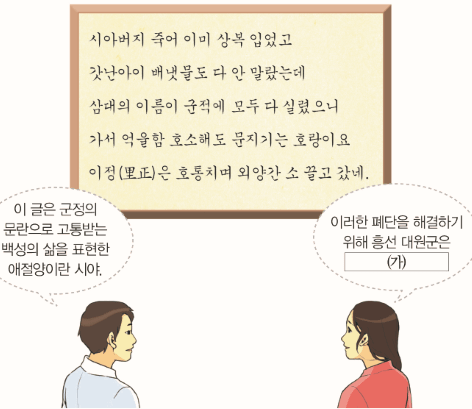 시아버지 죽어 이미 상복 입었고
갓난아이 배냇물도 다 안 말랐는데
삼대의 이름이 군적에 모두 다 실렸으니
가서 억울함 호소해도 문지기는 호랑이요
이정(里正)은 호통치며 외양간 소 끌고 갔네.
이 글은 군정의
문란으로 고통받는
백성의 삶을 표현한
애절양이란 시야.
이러한 폐단을 해결하기
위해 흥선 대원군은
(가)